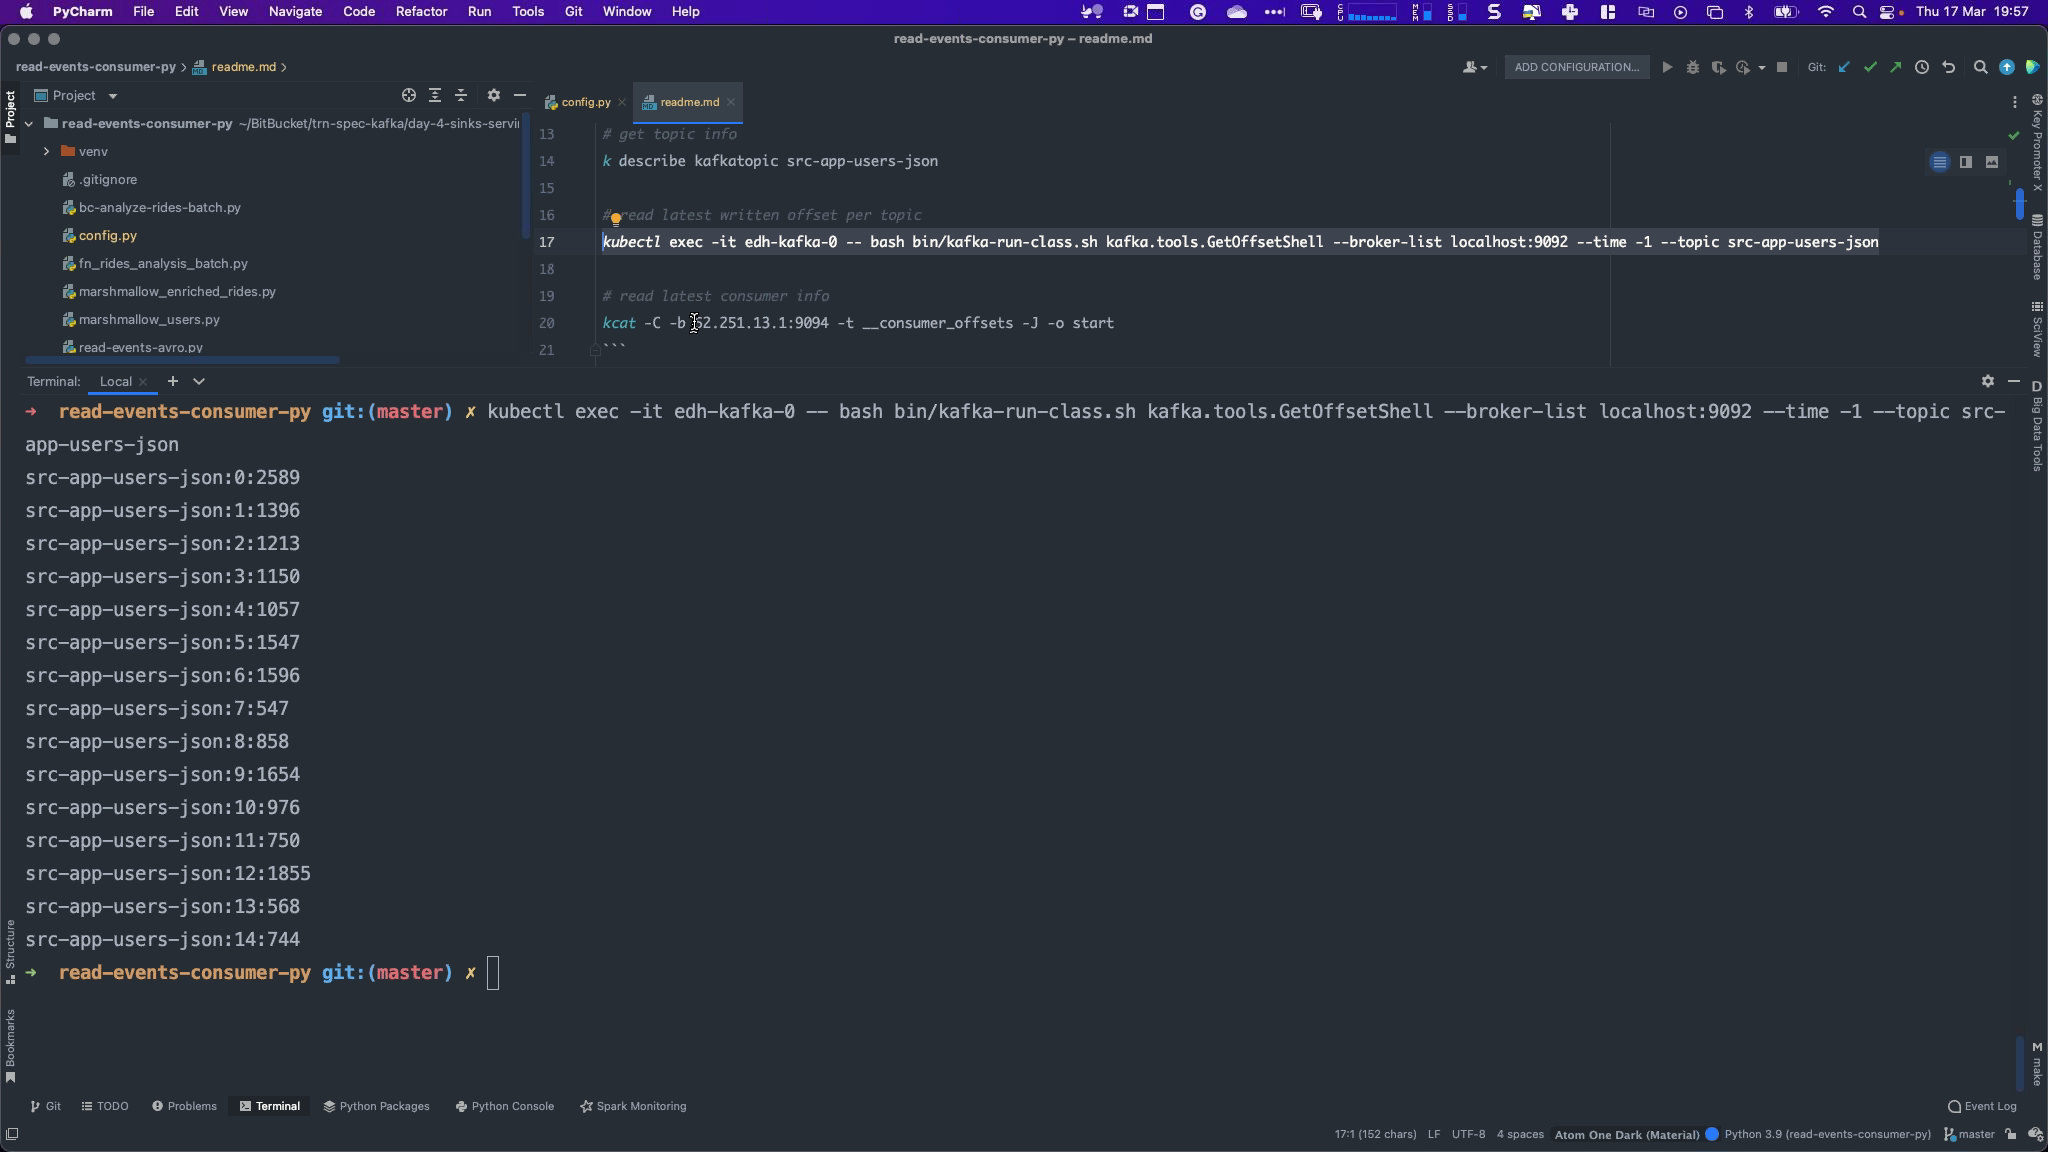 PyCharm File Edit View Navigate Code Refactor Run Tools Git Window Help Thu 17 Mar 19:57
read-events-consumer-py – readme.md
read-events-consumer-py readme.md ADD CONFIGURATION... Git:
Project
read-events-consumer-py ~/BitBucket/trn-spec-kafka/day-4-sinks-servi
venv
.gitignore
bc-analyze-rides-batch.py
config.py
fn_rides_analysis_batch.py
marshmallow_enriched_rides.py
marshmallow_users.py
read-events-avro.py
config.py readme.md
13 # get topic info
14 k describe kafkatopic src-app-users-json
15
16 # read latest written offset per topic
17 kubectl exec -it edh-kafka-0 -- bash bin/kafka-run-class.sh kafka.tools.GetOffsetShell --broker-list localhost:9092 --time -1 --topic src-app-users-json
18
19 # read latest consumer info
20 kcat -C -b 62.251.13.1:9094 -t __consumer_offsets -J -o start
21 ```
Terminal: Local
➜ read-events-consumer-py git:(master) ✗ kubectl exec -it edh-kafka-0 -- bash bin/kafka-run-class.sh kafka.tools.GetOffsetShell --broker-list localhost:9092 --time -1 --topic src-
app-users-json
src-app-users-json:0:2589
src-app-users-json:1:1396
src-app-users-json:2:1213
src-app-users-json:3:1150
src-app-users-json:4:1057
src-app-users-json:5:1547
src-app-users-json:6:1596
src-app-users-json:7:547
src-app-users-json:8:858
src-app-users-json:9:1654
src-app-users-json:10:976
src-app-users-json:11:750
src-app-users-json:12:1855
src-app-users-json:13:568
src-app-users-json:14:744
➜ read-events-consumer-py git:(master) ✗
Project
Structure
Bookmarks
Key Promoter X
Database
SciView
D Big Data Tools
M make
Git TODO Problems Terminal Python Packages Python Console Spark Monitoring Event Log
17:1 (152 chars) LF UTF-8 4 spaces Atom One Dark (Material) Python 3.9 (read-events-consumer-py) master